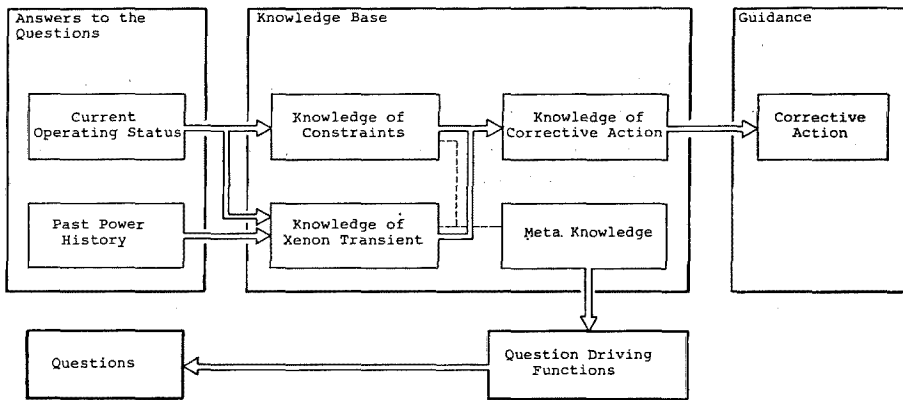 Answers to the
Questions
Knowledge Base
Guidance
Current
Operating Status
Knowledge of
Constraints
Knowledge of
Corrective Action
Corrective
Action
Past Power
History
Knowledge of
Xenon Transient
Meta Knowledge
Questions
Question Driving
Functions